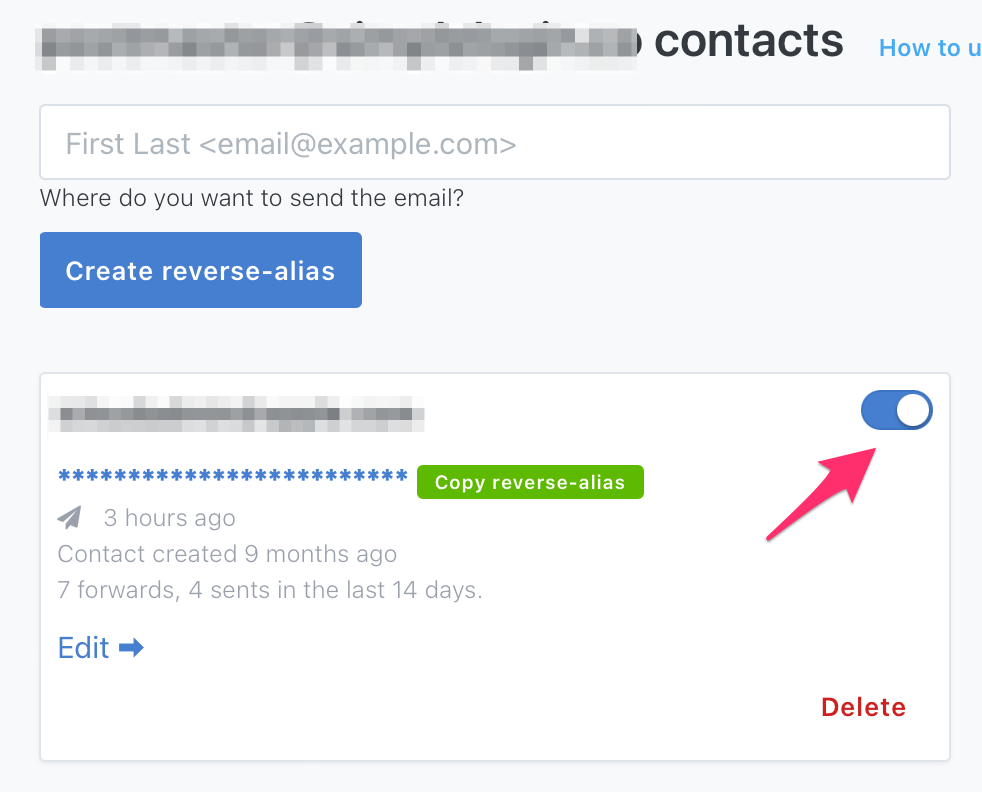 contacts How to u
First Last <email@example.com>
Where do you want to send the email?
Create reverse-alias
************************* Copy reverse-alias
3 hours ago
Contact created 9 months ago
7 forwards, 4 sents in the last 14 days.
Edit
Delete